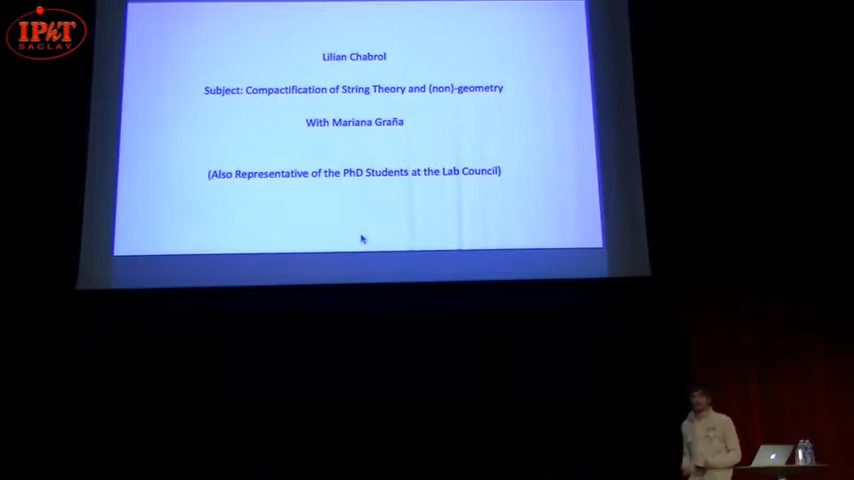 IPhT
SACLAY
Lilian Chabrol
Subject: Compactification of String Theory and (non)-geometry
With Mariana Graña
(Also Representative of the PhD Students at the Lab Council)